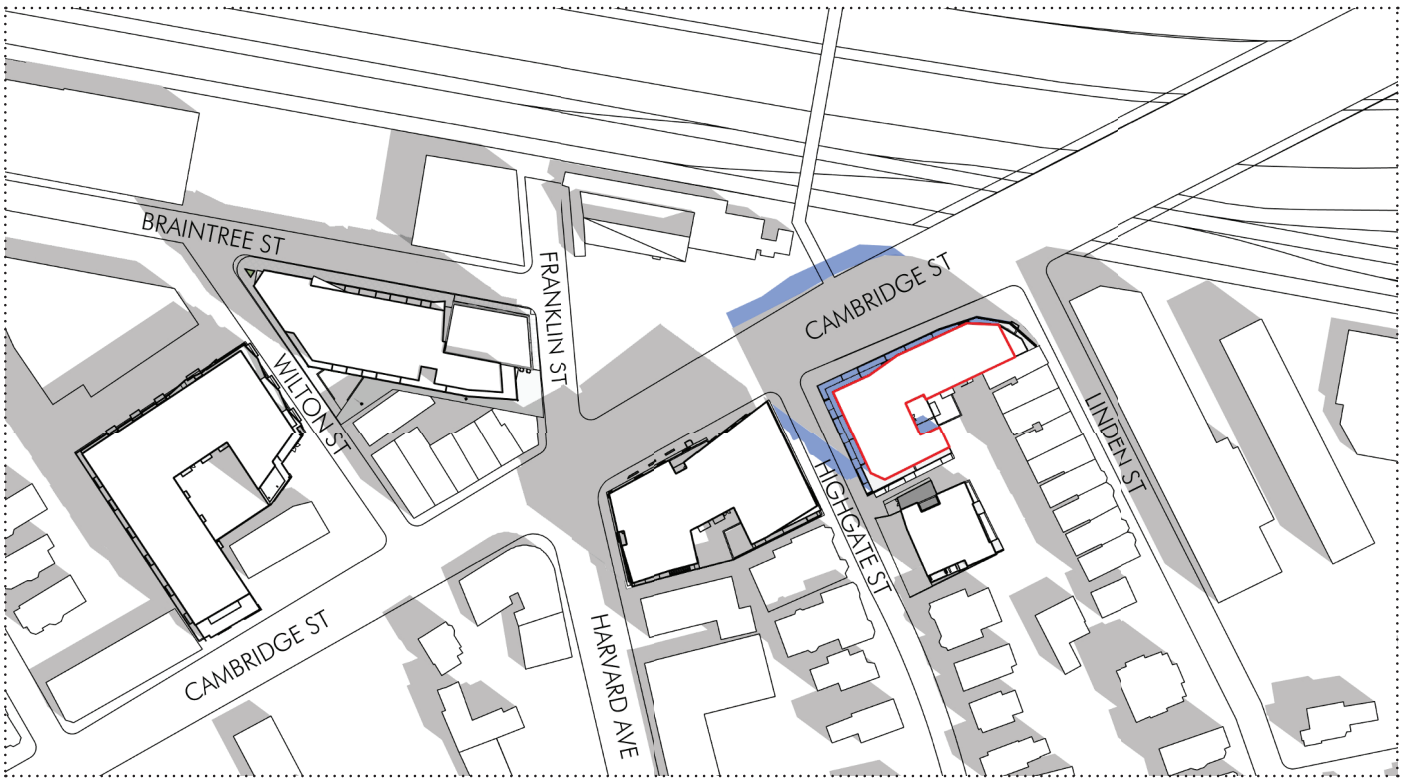 BRAINTREE ST
FRANKLIN ST
CAMBRIDGE ST
WILTON ST
LINDEN ST
HIGHGATE ST
CAMBRIDGE ST
HARVARD AVE